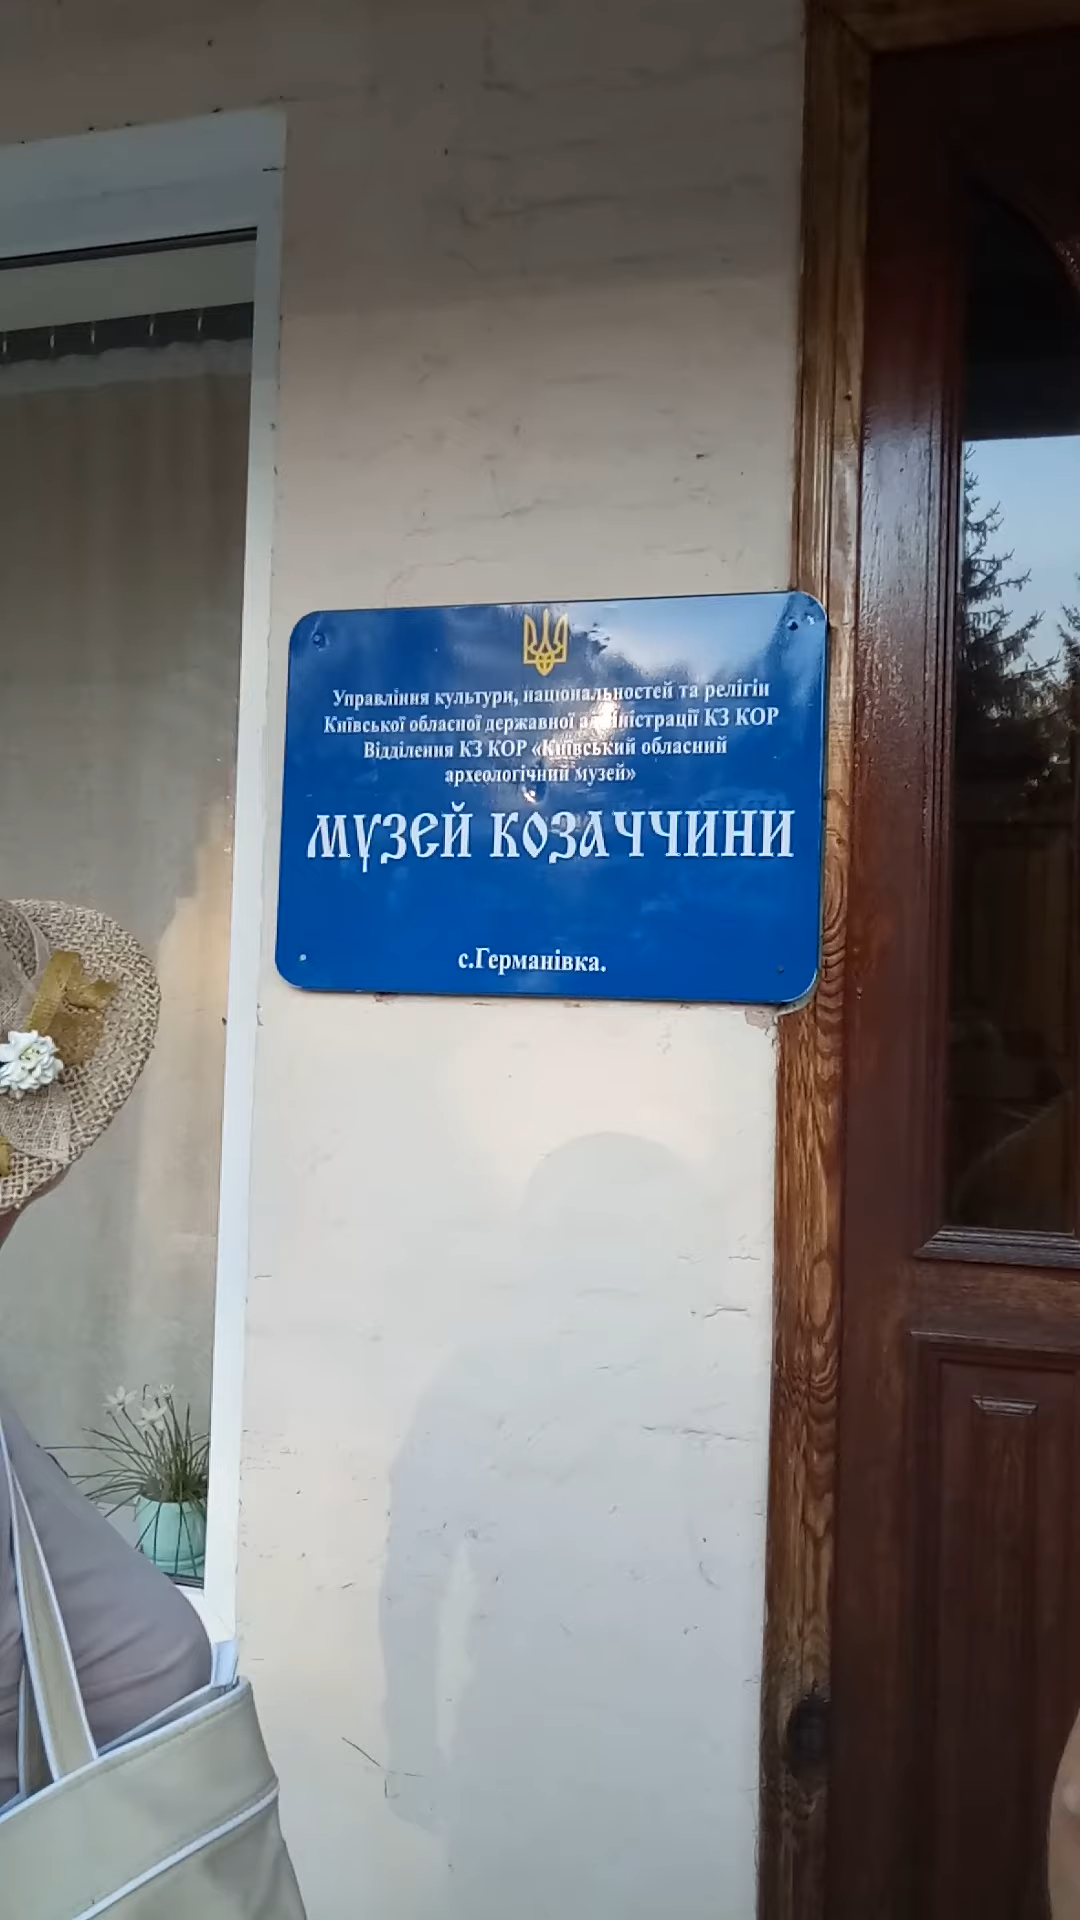 Управління культури, національностей та релігін
Київської обласної державної адміністрації КЗ КОР
Відділення КЗ КОР «Київський обласний
археологічний музей»
МУЗЕЙ КОЗАЧЧИНИ
с.Германівка.